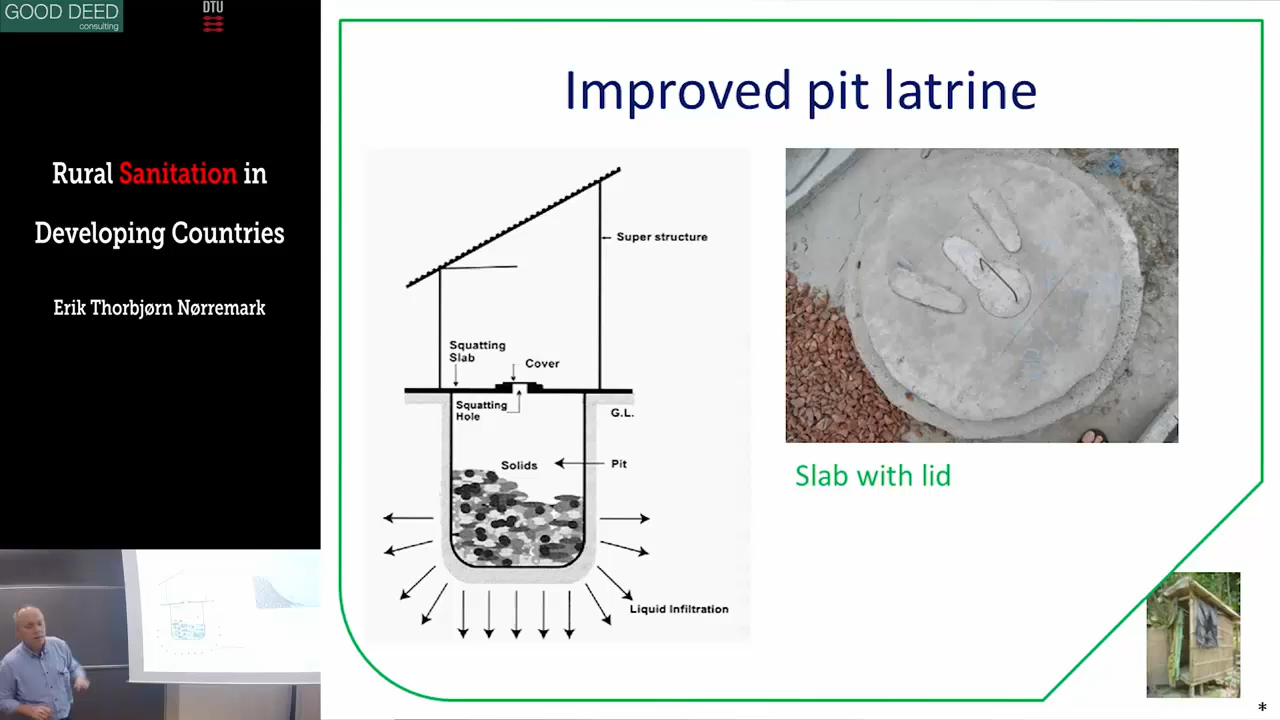 GOOD DEED
consulting
DTU
Rural Sanitation in
Developing Countries
Erik Thorbjørn Nørremark
Improved pit latrine
Super structure
Squatting
Slab
Cover
Squatting
Hole
G.L.
Solids
Pit
Liquid Infiltration
Slab with lid
*